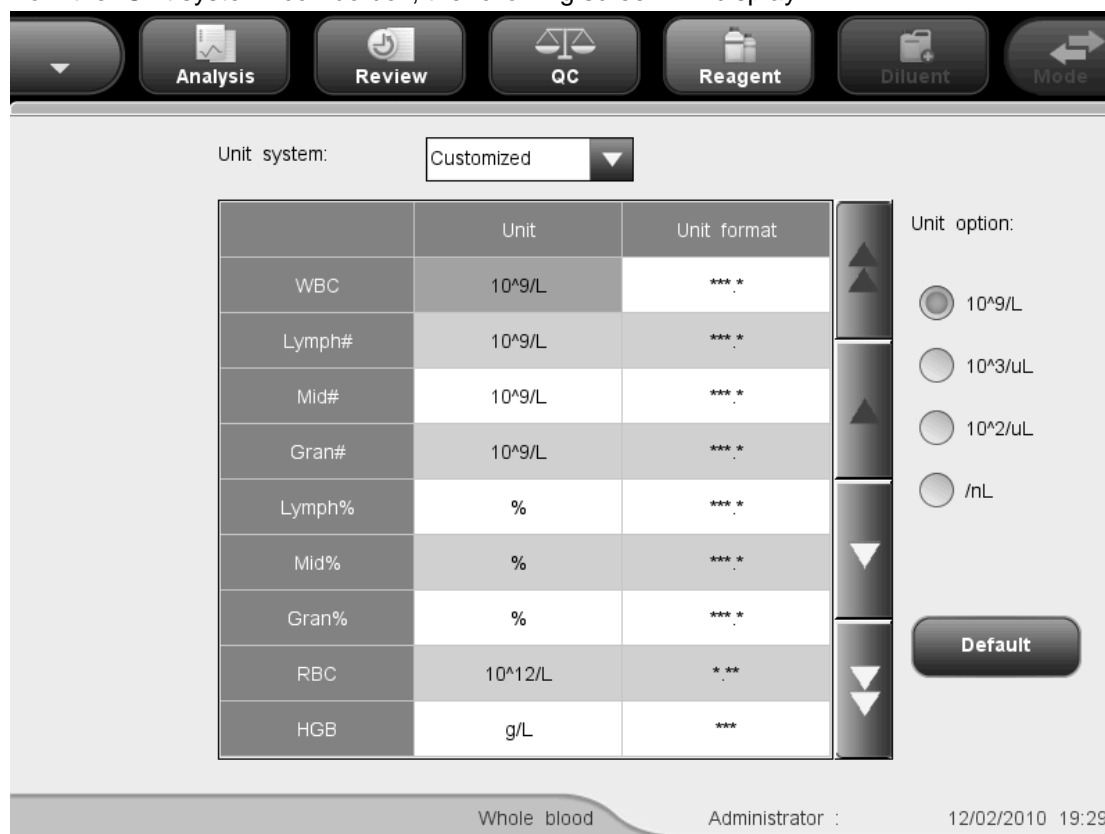 Analysis Review QC Reagent Diluent Mode
Unit system: Customized
Unit Unit format Unit option:
WBC 10^9/L ***.*
10^9/L
Lymph# 10^9/L ***.*
10^3/uL
Mid# 10^9/L ***.*
10^2/uL
Gran# 10^9/L ***.*
/nL
Lymph% % ***.*
Mid% % ***.*
Gran% % ***.*
Default
RBC 10^12/L *.**
HGB g/L ***
Whole blood Administrator : 12/02/2010 19:29